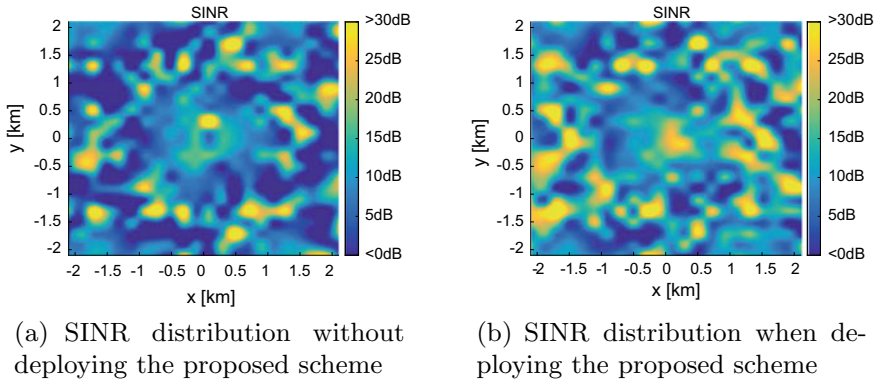 SINR
>30dB
25dB
20dB
15dB
10dB
5dB
<0dB
2
1.5
1
0.5
0
-0.5
-1
-1.5
-2
y [km]
-2 -1.5 -1 -0.5 0 0.5 1 1.5 2
x [km]
(a) SINR distribution without
deploying the proposed scheme
SINR
>30dB
25dB
20dB
15dB
10dB
5dB
<0dB
2
1.5
1
0.5
0
-0.5
-1
-1.5
-2
y [km]
-2 -1.5 -1 -0.5 0 0.5 1 1.5 2
x [km]
(b) SINR distribution when de-
ploying the proposed scheme